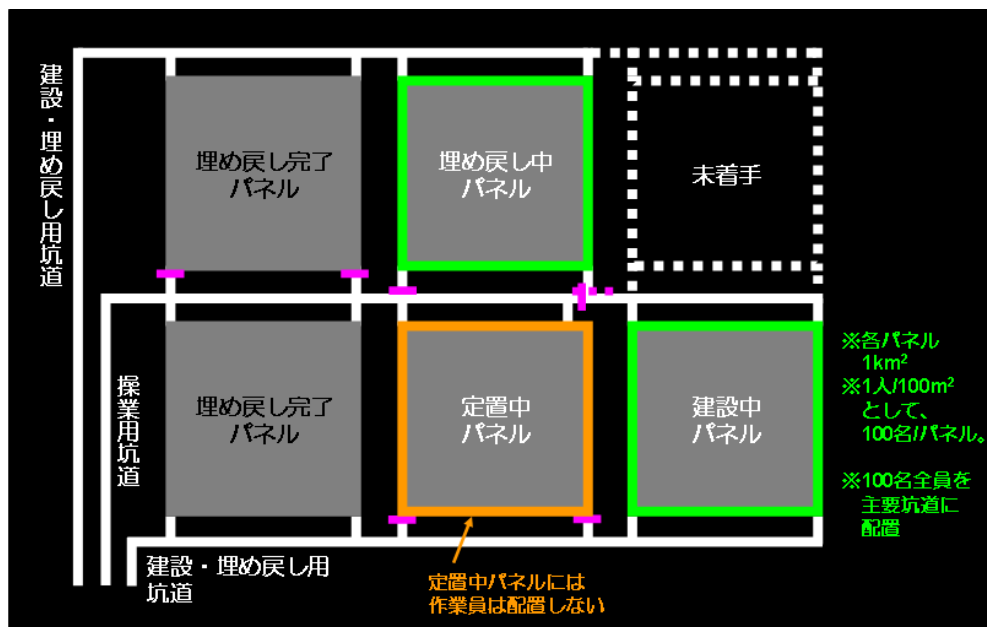 建設・埋め戻し用坑道
埋め戻し完了
パネル
埋め戻し中
パネル
未着手
操業用坑道
埋め戻し完了
パネル
定置中
パネル
建設中
パネル
※各パネル
1km²
※1人/100m²
として、
100名/パネル。
※100名全員を
主要坑道に
配置
建設・埋め戻し用
坑道
定置中パネルには
作業員は配置しない